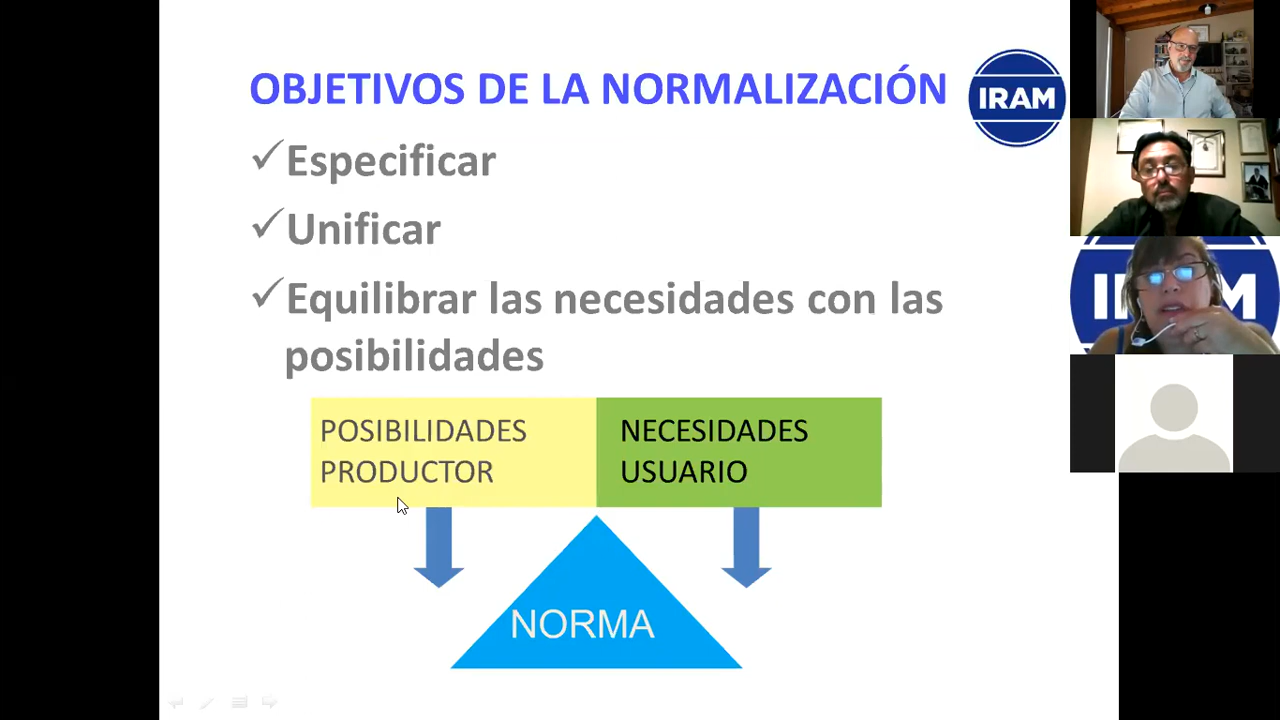 OBJETIVOS DE LA NORMALIZACIÓN
IRAM
✓Especificar
✓Unificar
✓Equilibrar las necesidades con las
posibilidades
POSIBILIDADES
PRODUCTOR
NECESIDADES
USUARIO
NORMA